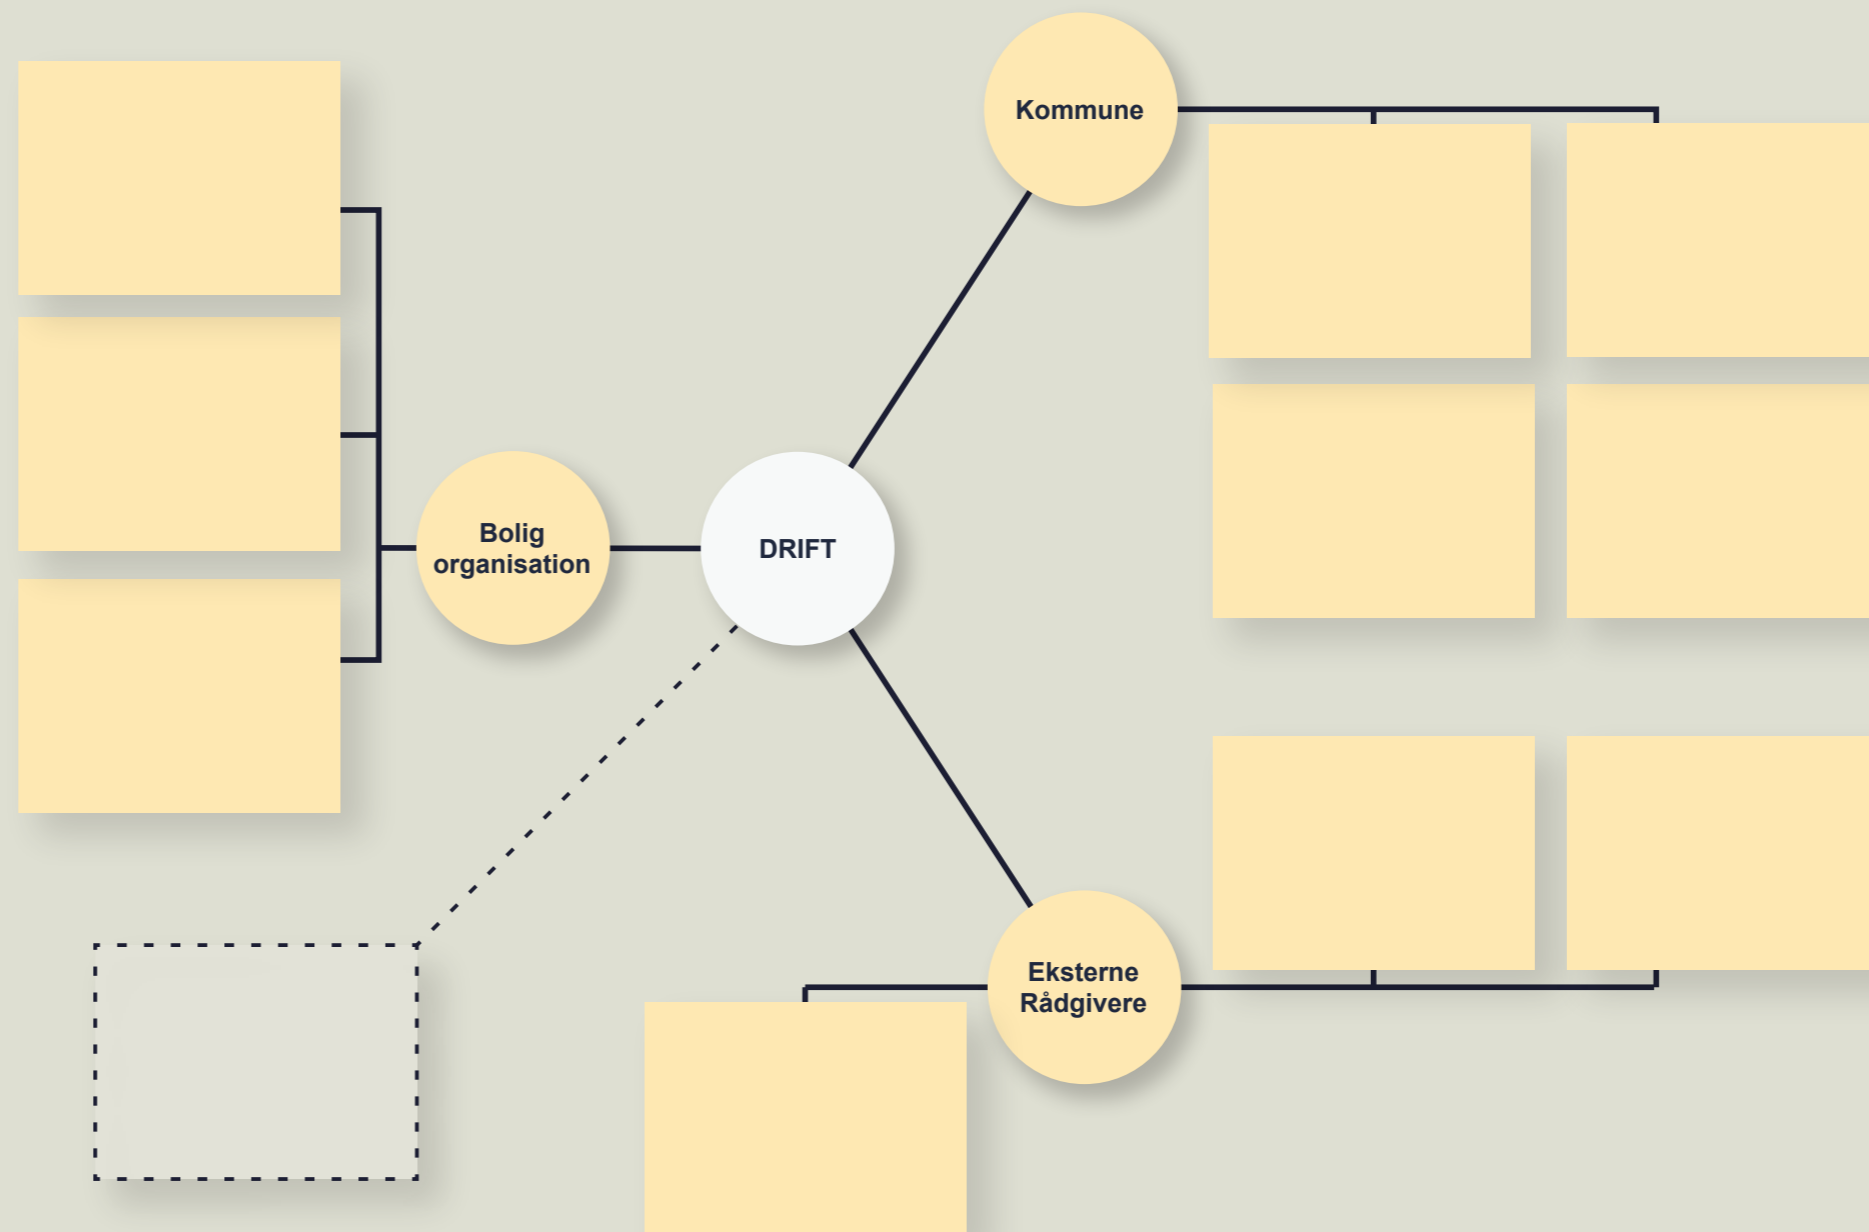 Kommune
Bolig
organisation
DRIFT
Eksterne
Rådgivere